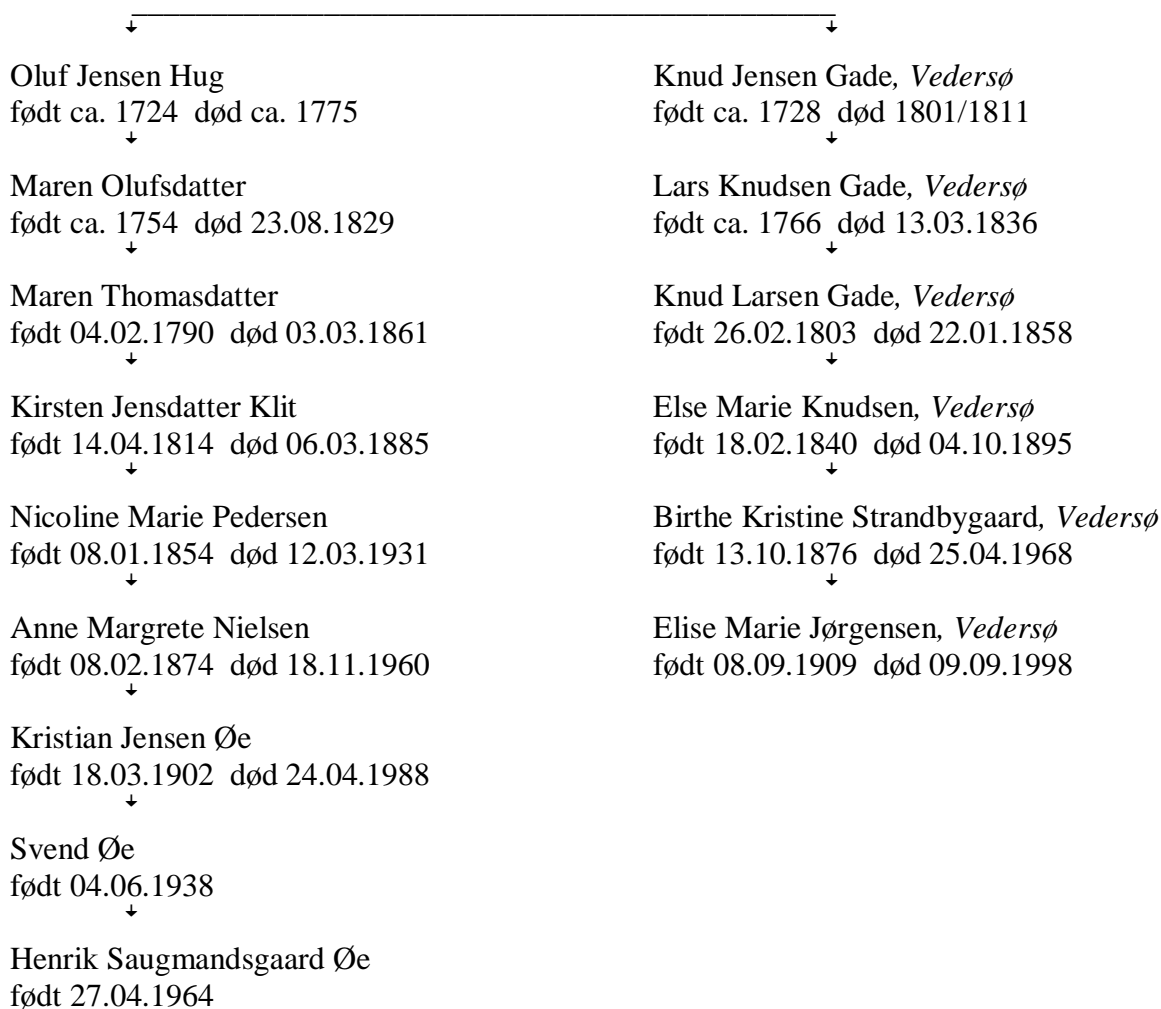 Oluf Jensen Hug
født ca. 1724 død ca. 1775
Maren Olufsdatter
født ca. 1754 død 23.08.1829
Maren Thomasdatter
født 04.02.1790 død 03.03.1861
Kirsten Jensdatter Klit
født 14.04.1814 død 06.03.1885
Nicoline Marie Pedersen
født 08.01.1854 død 12.03.1931
Anne Margrete Nielsen
født 08.02.1874 død 18.11.1960
Kristian Jensen Øe
født 18.03.1902 død 24.04.1988
Svend Øe
født 04.06.1938
Henrik Saugmandsgaard Øe
født 27.04.1964
Knud Jensen Gade, Vedersø
født ca. 1728 død 1801/1811
Lars Knudsen Gade, Vedersø
født ca. 1766 død 13.03.1836
Knud Larsen Gade, Vedersø
født 26.02.1803 død 22.01.1858
Else Marie Knudsen, Vedersø
født 18.02.1840 død 04.10.1895
Birthe Kristine Strandbygaard, Vedersø
født 13.10.1876 død 25.04.1968
Elise Marie Jørgensen, Vedersø
født 08.09.1909 død 09.09.1998